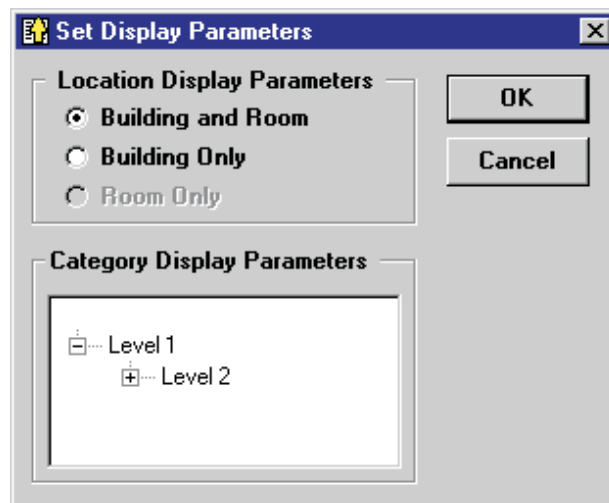 Set Display Parameters
Location Display Parameters
Building and Room
Building Only
Room Only
OK
Cancel
Category Display Parameters
Level 1
Level 2